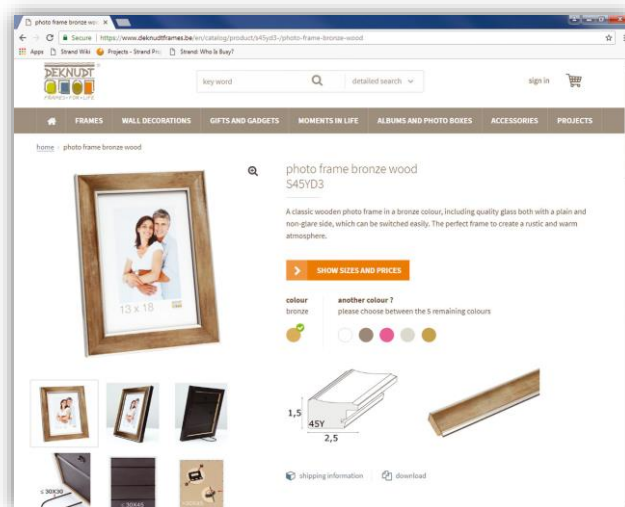 photo frame bronze wo
Secure | https://www.deknudtframes.be/en/catalog/product/s45yd3-/photo-frame-bronze-wood
Apps Strand Wiki Projects - Strand Pro Strand: Who Is Busy?
DEKNUDT
FRAMES • FOR • LIFE
key word detailed search sign in
FRAMES WALL DECORATIONS GIFTS AND GADGETS MOMENTS IN LIFE ALBUMS AND PHOTO BOXES ACCESSORIES PROJECTS
home - photo frame bronze wood
photo frame bronze wood
S45YD3
A classic wooden photo frame in a bronze colour, including quality glass both with a plain and
non-glare side, which can be switched easily. The perfect frame to create a rustic and warm
atmosphere.
SHOW SIZES AND PRICES
13 x 18
colour another colour ?
bronze please choose between the 5 remaining colours
1,5
45Y
2,5
shipping information download
≤ 30X30
≤ 30X45